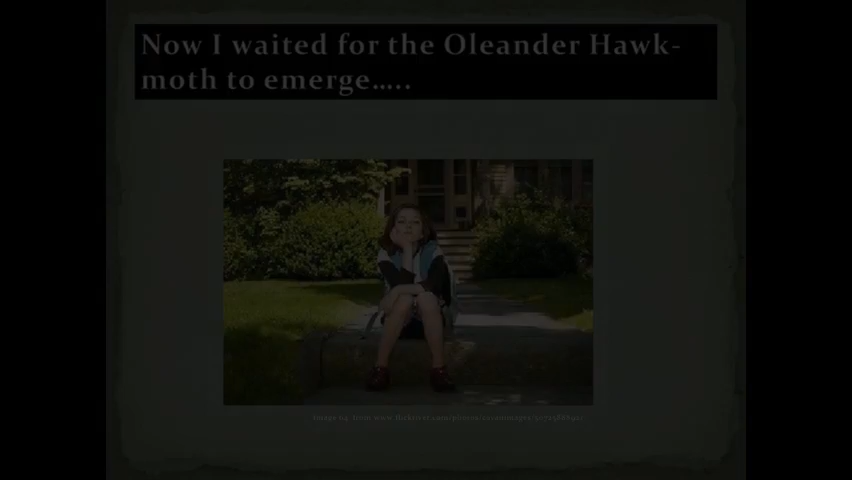 Now I waited for the Oleander Hawk-
moth to emerge.....